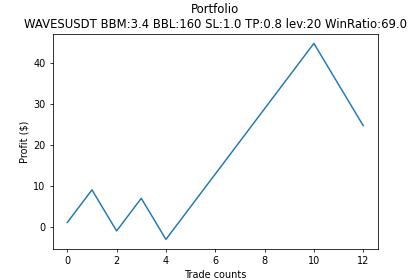 Portfolio
WAVESUSDT BBM:3.4 BBL:160 SL:1.0 TP:0.8 lev:20 WinRatio:69.0
40
30
20
10
0
Profit ($)
0 2 4 6 8 10 12
Trade counts